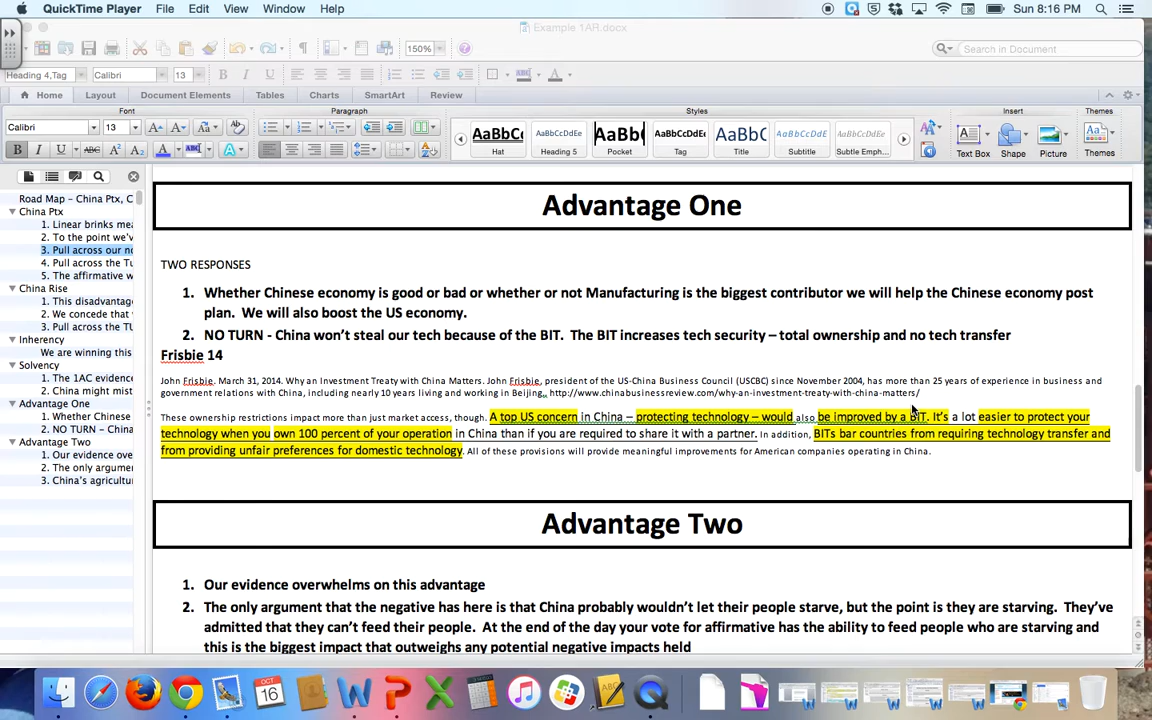 QuickTime Player File Edit View Window Help Sun 8:16 PM
Example 1AR.docx
150%
Search in Document
Heading 4,Tag Calibri 13 B I U
Home Layout Document Elements Tables Charts SmartArt Review
Font Paragraph Styles Insert Themes
Calibri 13
AaBbCc AaBbCcDdEe AaBb AaBbCcDdEe AaBbC AaBbCcDdEe AaBbCcDdEe
Hat Heading 5 Pocket Tag Title Subtitle Subtle Emph... Text Box Shape Picture Themes
Road Map – China Ptx, C
China Ptx
1. Linear brinks mea
2. To the point we'v
3. Pull across our no
4. Pull across the Tu
5. The affirmative w
China Rise
1. This disadvantage
2. We concede that
3. Pull across the TU
Inherency
We are winning this
Solvency
1. The 1AC evidence
2. China might mist
Advantage One
1. Whether Chinese
2. NO TURN – China
Advantage Two
1. Our evidence ove
2. The only argumen
3. China's agricultur
Advantage One
TWO RESPONSES
1. Whether Chinese economy is good or bad or whether or not Manufacturing is the biggest contributor we will help the Chinese economy post
plan. We will also boost the US economy.
2. NO TURN - China won't steal our tech because of the BIT. The BIT increases tech security – total ownership and no tech transfer
Frisbie 14
John Frisbie. March 31, 2014. Why an Investment Treaty with China Matters. John Frisbie, president of the US-China Business Council (USCBC) since November 2004, has more than 25 years of experience in business and
government relations with China, including nearly 10 years living and working in Beijing,. http://www.chinabusinessreview.com/why-an-investment-treaty-with-china-matters/
These ownership restrictions impact more than just market access, though. A top US concern in China – protecting technology – would also be improved by a BIT. It's a lot easier to protect your
technology when you own 100 percent of your operation in China than if you are required to share it with a partner. In addition, BITs bar countries from requiring technology transfer and
from providing unfair preferences for domestic technology. All of these provisions will provide meaningful improvements for American companies operating in China.
Advantage Two
1. Our evidence overwhelms on this advantage
2. The only argument that the negative has here is that China probably wouldn't let their people starve, but the point is they are starving. They've
admitted that they can't feed their people. At the end of the day your vote for affirmative has the ability to feed people who are starving and
this is the biggest impact that outweighs any potential negative impacts held
OCT
16